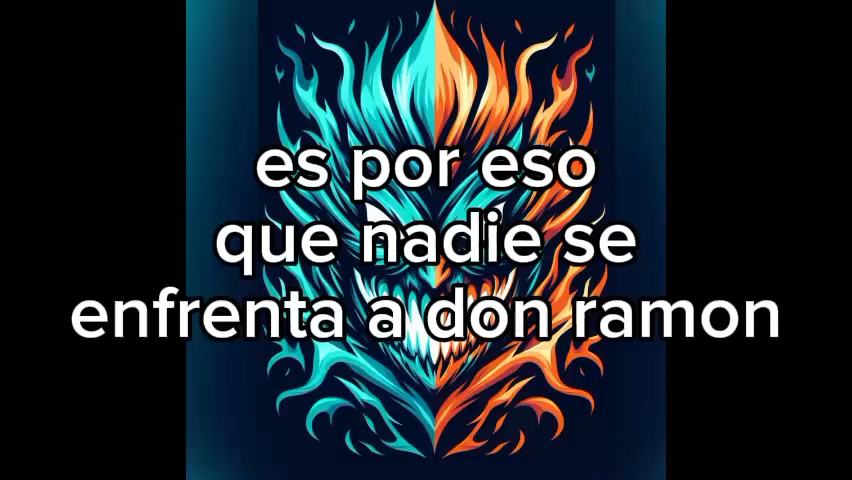 es por eso
que nadie se
enfrenta a don ramon